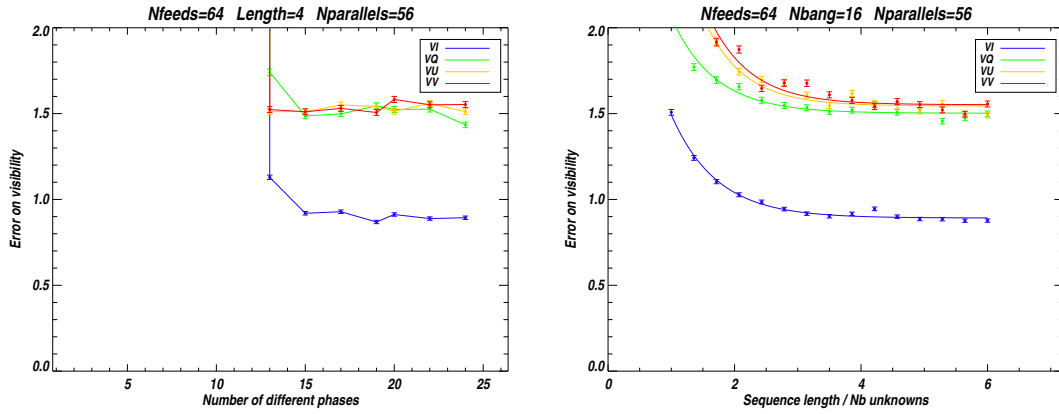 Nfeeds=64 Length=4 Nparallels=56
2.0
1.5
1.0
0.5
0.0
Error on visibility
VI
VQ
VU
VV
5
10
15
20
25
Number of different phases
Nfeeds=64 Nbang=16 Nparallels=56
2.0
1.5
1.0
0.5
0.0
Error on visibility
VI
VQ
VU
VV
0
2
4
6
Sequence length / Nb unknowns